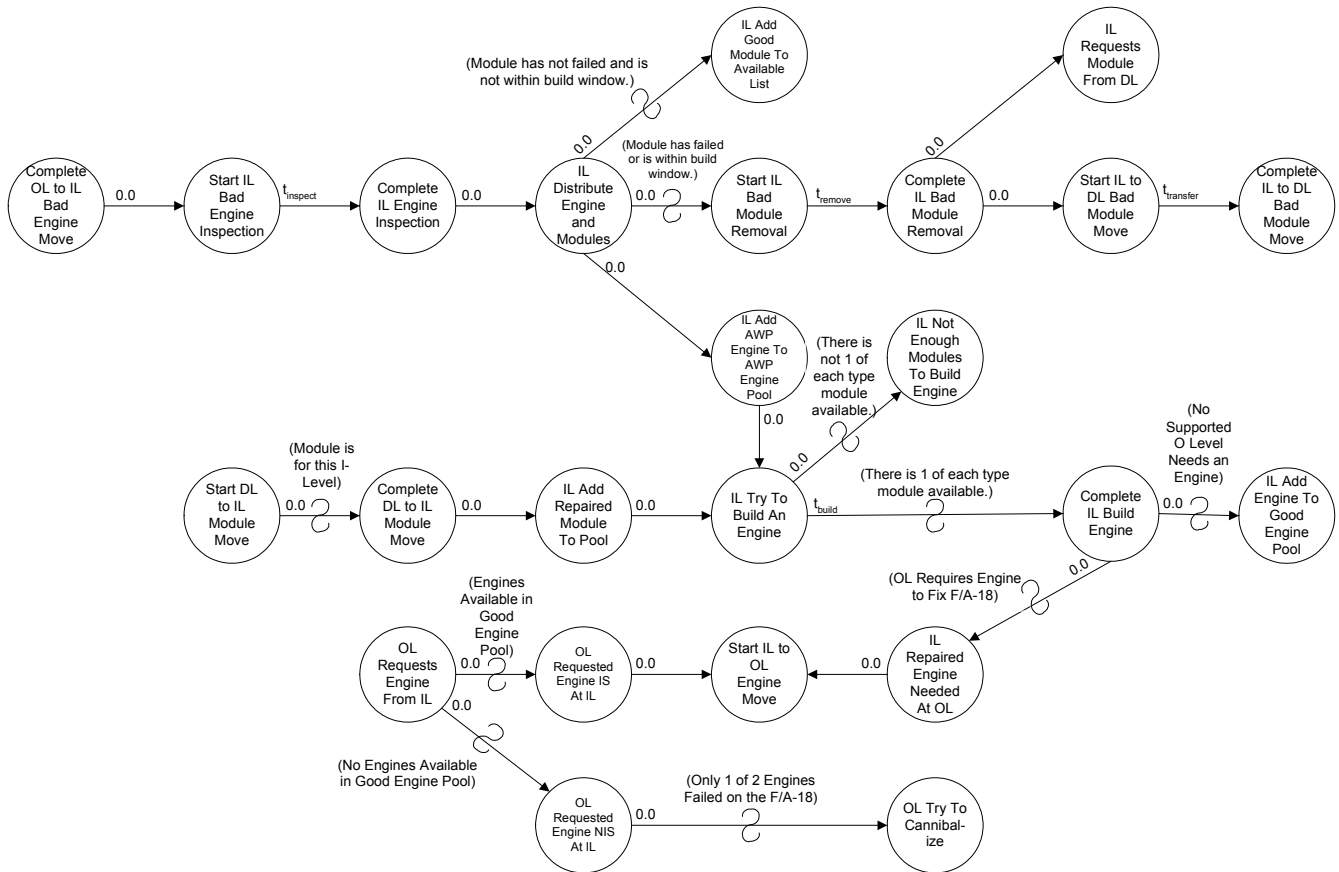 IL Add
Good
Module To
Available
List
IL
Requests
Module
From DL
(Module has not failed and is
not within build window.)
0.0
(Module has failed
or is within build
window.)
0.0
Complete
OL to IL
Bad
Engine
Move
0.0
Start IL
Bad
Engine
Inspection
tinspect
Complete
IL Engine
Inspection
0.0
IL
Distribute
Engine
and
Modules
0.0
Start IL
Bad
Module
Removal
tremove
Complete
IL Bad
Module
Removal
0.0
Start IL to
DL Bad
Module
Move
ttransfer
Complete
IL to DL
Bad
Module
Move
0.0
IL Add
AWP
Engine To
AWP
Engine
Pool
(There is
not 1 of
each type
module
available.)
IL Not
Enough
Modules
To Build
Engine
0.0
0.0
(No
Supported
O Level
Needs an
Engine)
(Module is
for this I-
Level)
(There is 1 of each type
module available.)
Start DL
to IL
Module
Move
0.0
Complete
DL to IL
Module
Move
0.0
IL Add
Repaired
Module
To Pool
0.0
IL Try To
Build An
Engine
tbuild
Complete
IL Build
Engine
0.0
IL Add
Engine To
Good
Engine
Pool
0.0
(Engines
Available in
Good
Engine
Pool)
(OL Requires Engine
to Fix F/A-18)
OL
Requests
Engine
From IL
0.0
OL
Requested
Engine IS
At IL
0.0
Start IL to
OL
Engine
Move
0.0
IL
Repaired
Engine
Needed
At OL
0.0
(No Engines Available
in Good Engine Pool)
(Only 1 of 2 Engines
Failed on the F/A-18)
OL
Requested
Engine NIS
At IL
0.0
OL Try To
Cannibal-
ize